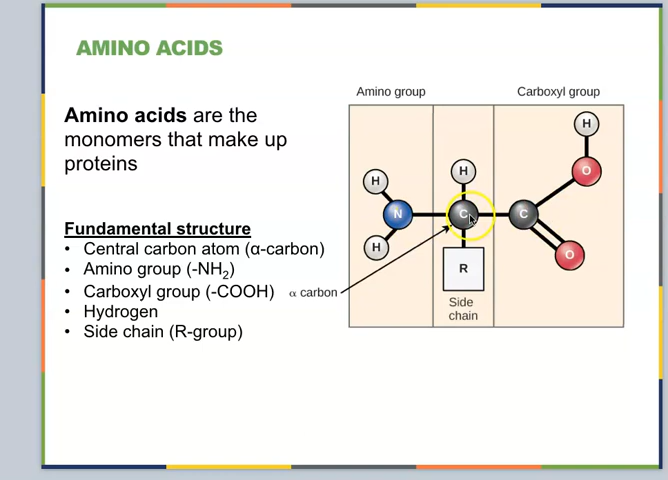 AMINO ACIDS
Amino acids are the
monomers that make up
proteins
Fundamental structure
• Central carbon atom (α-carbon)
• Amino group (-NH2)
• Carboxyl group (-COOH)
• Hydrogen
• Side chain (R-group)
Amino group
Carboxyl group
H
H
H
O
N
C
C
H
O
R
α carbon
Side
chain